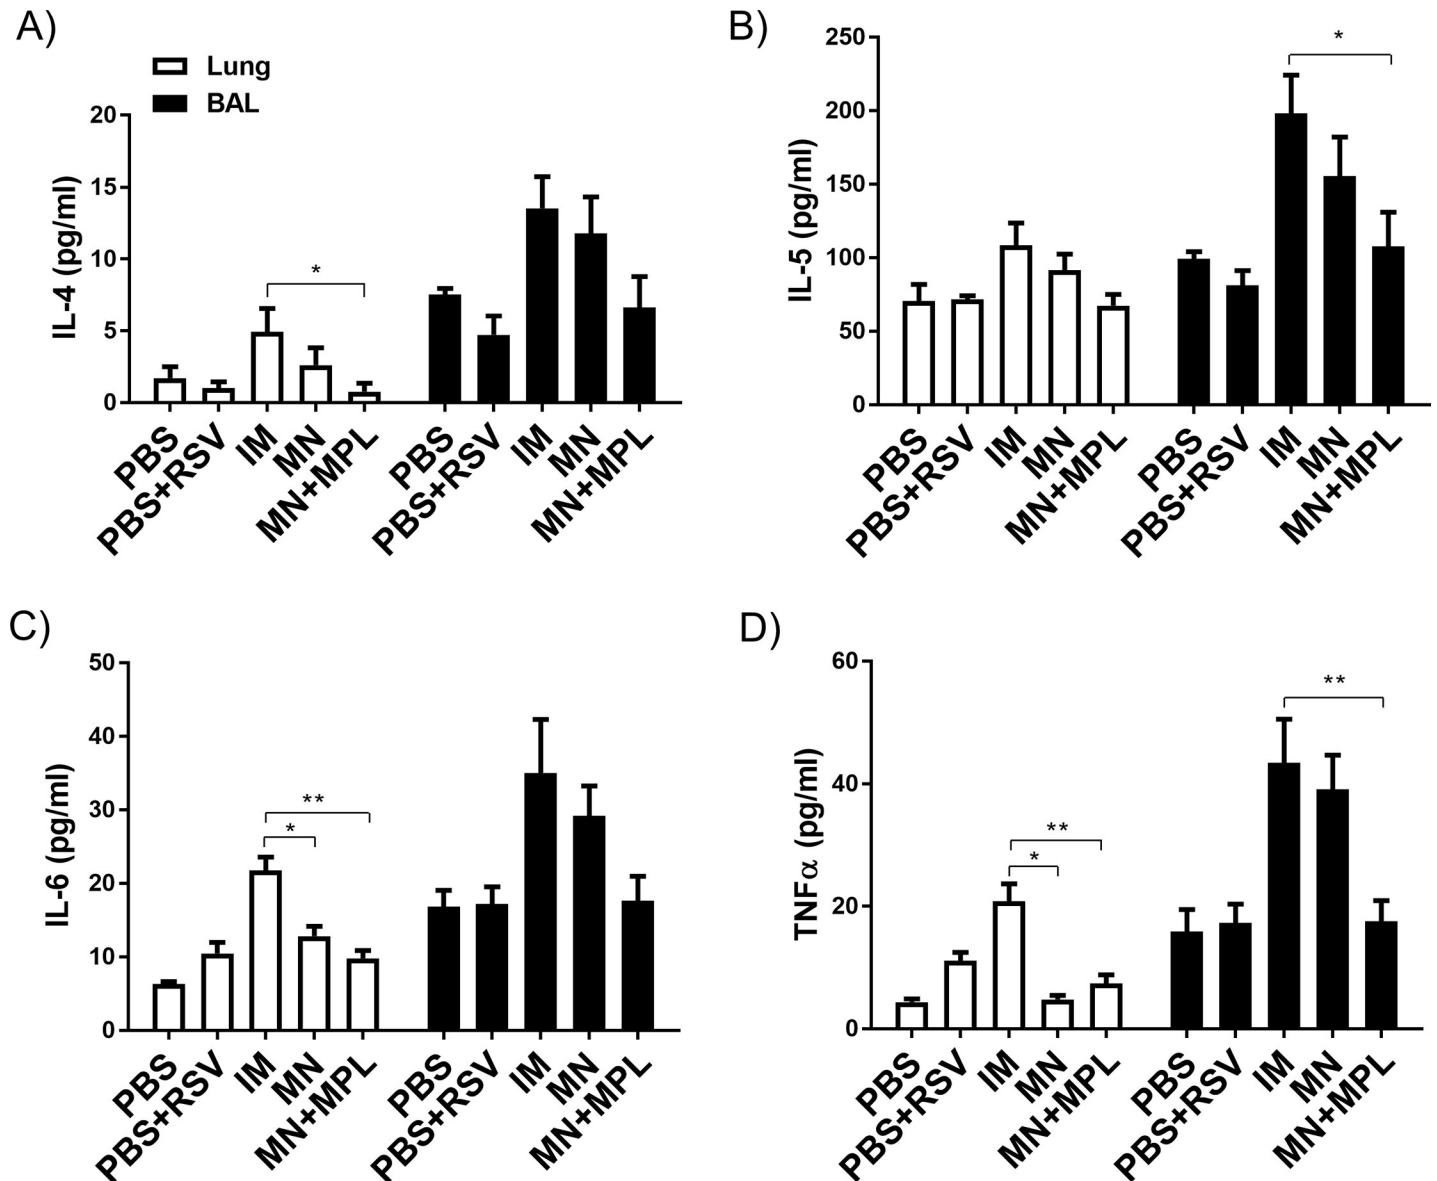 A)
Lung
BAL
IL-4 (pg/ml)
20
15
10
5
0
*
PBS
PBS+RSV
IM
MN
MN+MPL
PBS
PBS+RSV
IM
MN
MN+MPL
B)
IL-5 (pg/ml)
250
200
150
100
50
0
*
PBS
PBS+RSV
IM
MN
MN+MPL
PBS
PBS+RSV
IM
MN
MN+MPL
C)
IL-6 (pg/ml)
50
40
30
20
10
0
**
*
PBS
PBS+RSV
IM
MN
MN+MPL
PBS
PBS+RSV
IM
MN
MN+MPL
D)
TNFα (pg/ml)
60
40
20
0
**
**
*
PBS
PBS+RSV
IM
MN
MN+MPL
PBS
PBS+RSV
IM
MN
MN+MPL